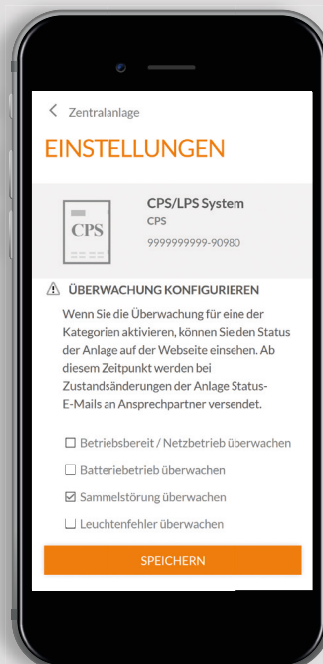 Zentralanlage
EINSTELLUNGEN
CPS
CPS/LPS System
CPS
9999999999-90980
ÜBERWACHUNG KONFIGURIEREN
Wenn Sie die Überwachung für eine der
Kategorien aktivieren, können Sie den Status
der Anlage auf der Webseite einsehen. Ab
diesem Zeitpunkt werden bei
Zustandsänderungen der Anlage Status-
E-Mails an Ansprechpartner versendet.
Betriebsbereit / Netzbetrieb überwachen
Batteriebetrieb überwachen
Sammelstörung überwachen
Leuchtenfehler überwachen
SPEICHERN